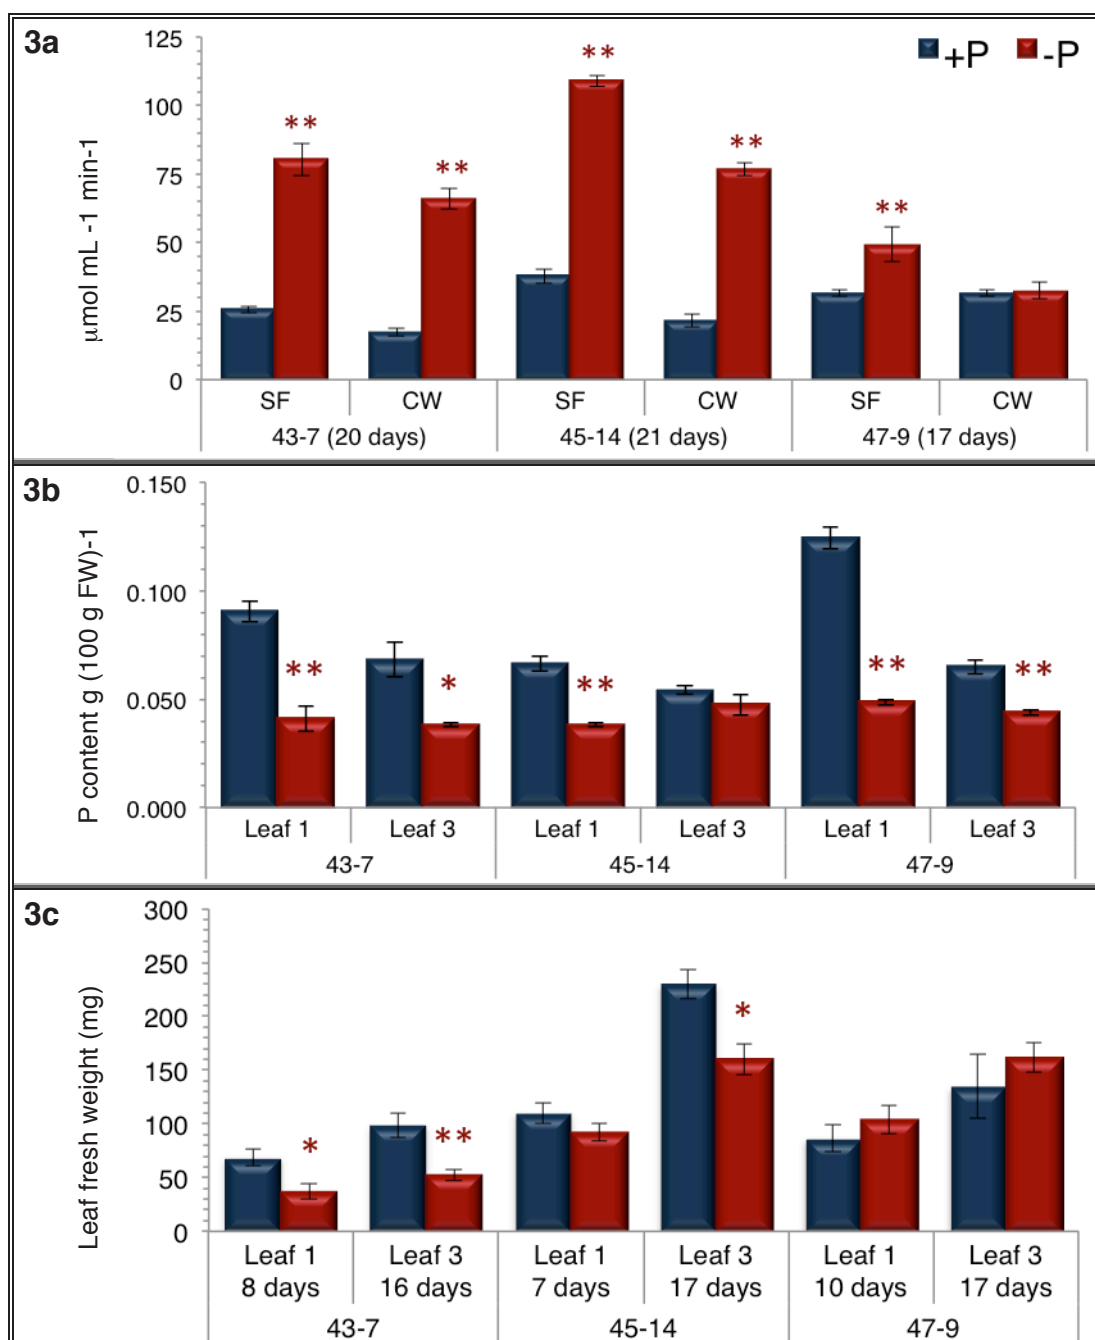 3a
+P -P
μmol mL -1 min-1
125
100
75
50
25
0
** ** ** ** **
SF CW SF CW SF CW
43-7 (20 days) 45-14 (21 days) 47-9 (17 days)
3b
P content g (100 g FW)-1
0.150
0.100
0.050
0.000
** * ** ** **
Leaf 1 Leaf 3 Leaf 1 Leaf 3 Leaf 1 Leaf 3
43-7 45-14 47-9
3c
Leaf fresh weight (mg)
300
250
200
150
100
50
0
* ** *
Leaf 1 Leaf 3 Leaf 1 Leaf 3 Leaf 1 Leaf 3
8 days 16 days 7 days 17 days 10 days 17 days
43-7 45-14 47-9